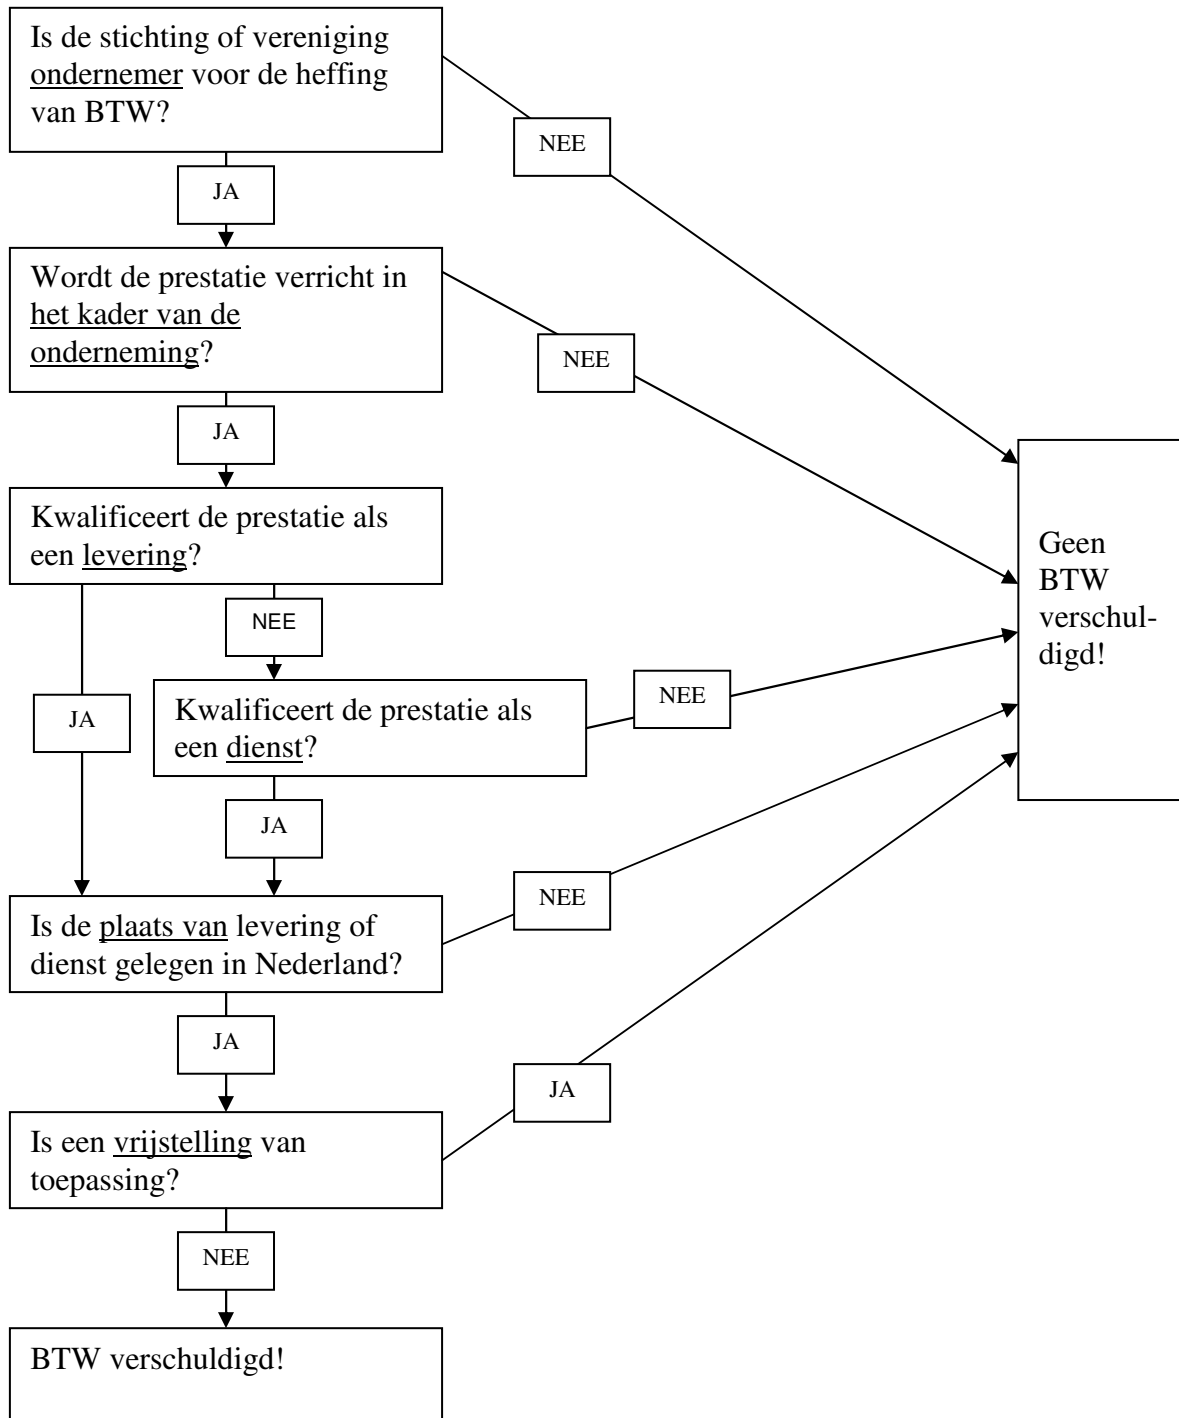 Is de stichting of vereniging
ondernemer voor de heffing
van BTW?
NEE
JA
Wordt de prestatie verricht in
het kader van de
onderneming?
NEE
JA
Kwalificeert de prestatie als
een levering?
NEE
JA
Kwalificeert de prestatie als
een dienst?
NEE
JA
Is de plaats van levering of
dienst gelegen in Nederland?
NEE
JA
Is een vrijstelling van
toepassing?
JA
NEE
BTW verschuldigd!
Geen
BTW
verschul-
digd!